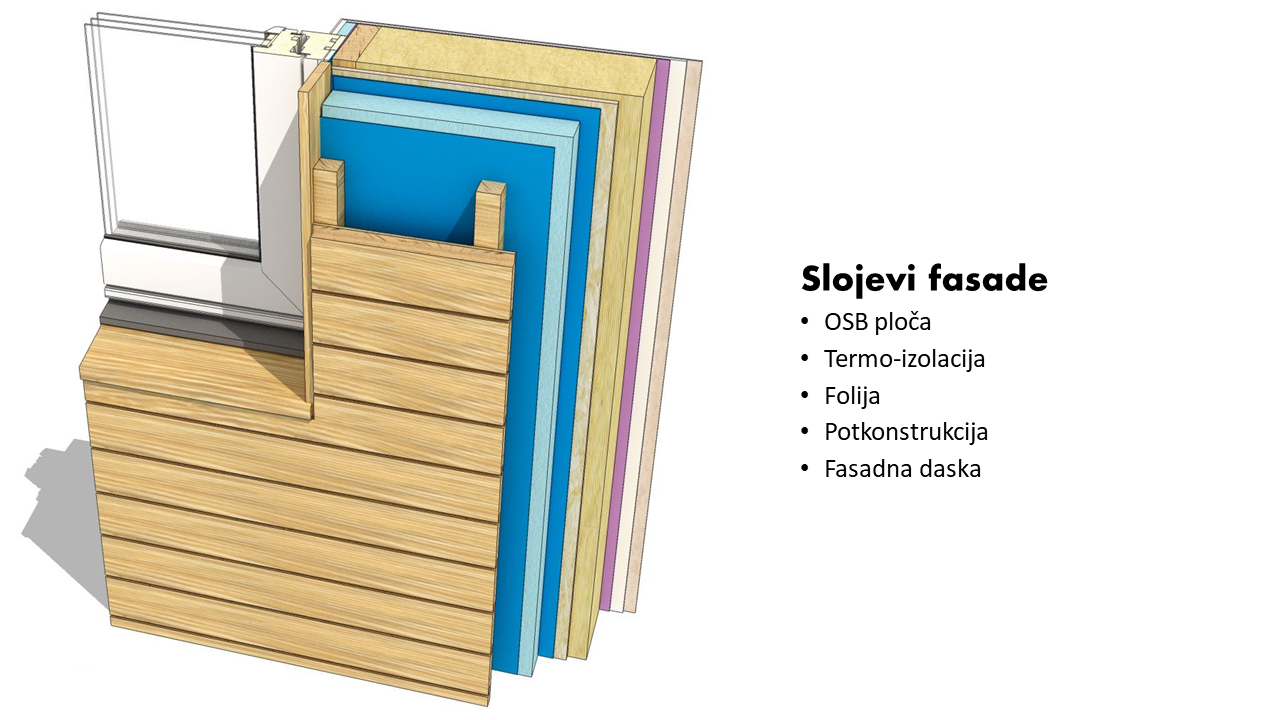 Slojevi fasade
• OSB ploča
• Termo-izolacija
• Folija
• Potkonstrukcija
• Fasadna daska